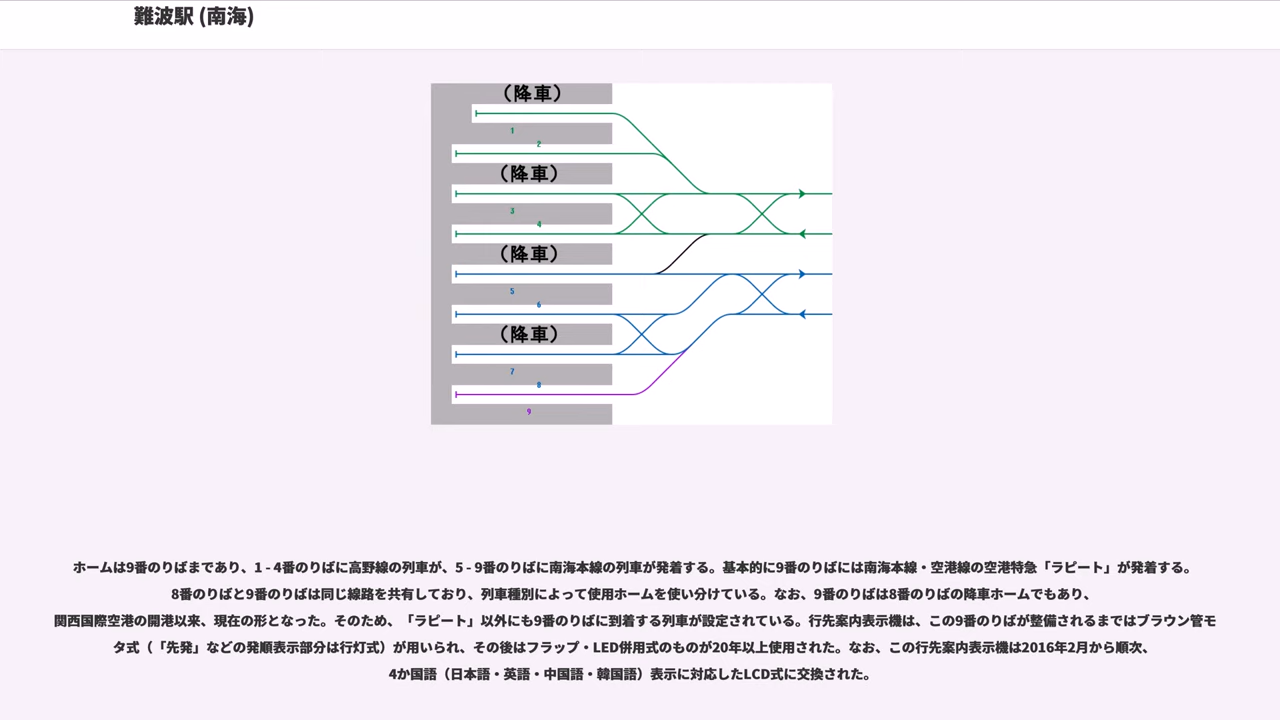 難波駅 (南海)
（降車）
1
2
（降車）
3
4
（降車）
5
6
（降車）
7
8
9
ホームは9番のりばまであり、1 - 4番のりばに高野線の列車が、5 - 9番のりばに南海本線の列車が発着する。基本的に9番のりばには南海本線・空港線の空港特急「ラピート」が発着する。
8番のりばと9番のりばは同じ線路を共有しており、列車種別によって使用ホームを使い分けている。なお、9番のりばは8番のりばの降車ホームでもあり、
関西国際空港の開港以来、現在の形となった。そのため、「ラピート」以外にも9番のりばに到着する列車が設定されている。行先案内表示機は、この9番のりばが整備されるまではブラウン管モ
タ式（「先発」などの発順表示部分は行灯式）が用いられ、その後はフラップ・LED併用式のものが20年以上使用された。なお、この行先案内表示機は2016年2月から順次、
4か国語（日本語・英語・中国語・韓国語）表示に対応したLCD式に交換された。